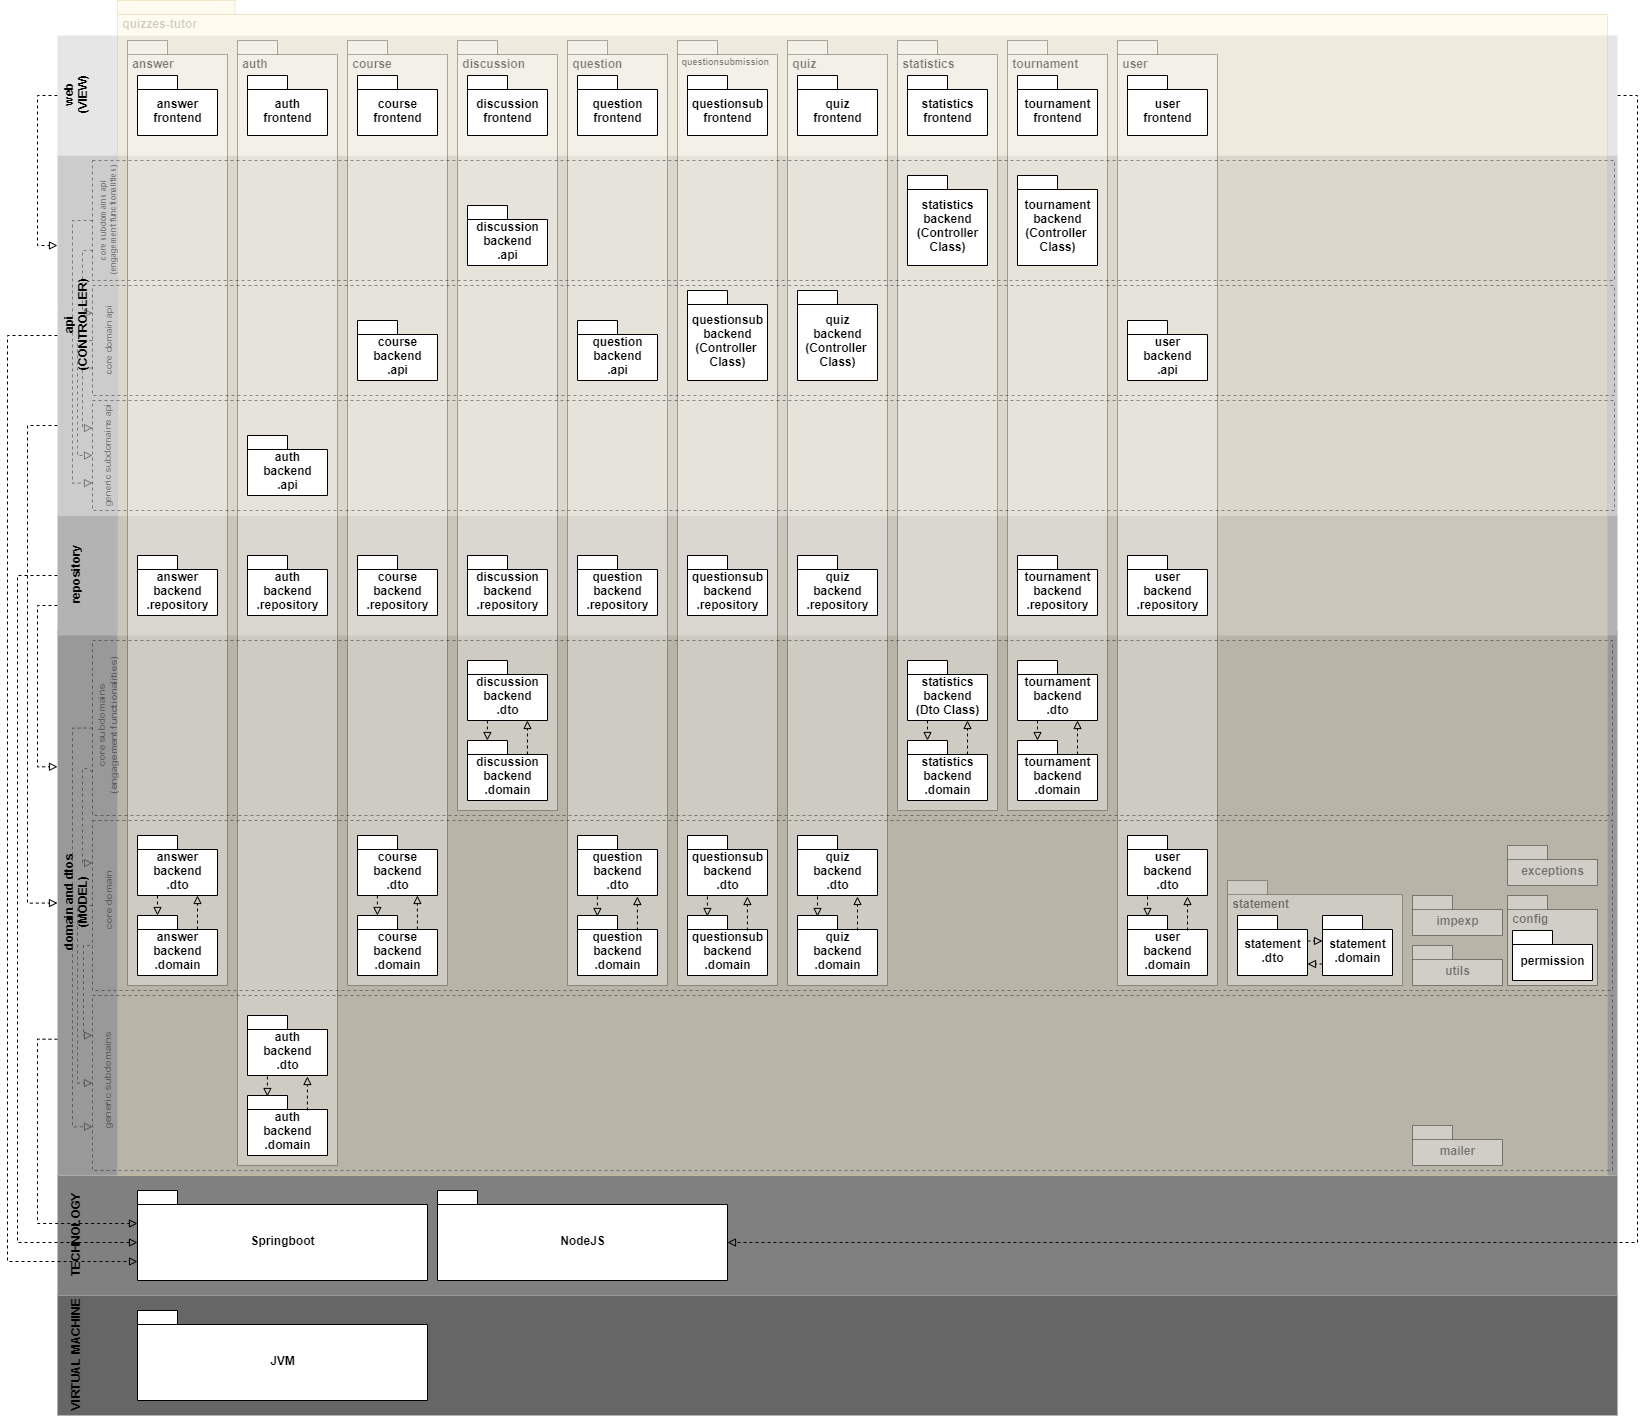 quizzes-tutor
answer
auth
course
discussion
question
questionsubmission
quiz
statistics
tournament
user
web
(VIEW)
answer
frontend
auth
frontend
course
frontend
discussion
frontend
question
frontend
questionsub
frontend
quiz
frontend
statistics
frontend
tournament
frontend
user
frontend
api
(CONTROLLER)
core subdomains api
(engagement functionalities)
discussion
backend
.api
statistics
backend
(Controller
Class)
tournament
backend
(Controller
Class)
core domain api
course
backend
.api
question
backend
.api
questionsub
backend
(Controller
Class)
quiz
backend
(Controller
Class)
user
backend
.api
generic subdomains api
auth
backend
.api
repository
answer
backend
.repository
auth
backend
.repository
course
backend
.repository
discussion
backend
.repository
question
backend
.repository
questionsub
backend
.repository
quiz
backend
.repository
tournament
backend
.repository
user
backend
.repository
domain and dtos
(MODEL)
core subdomains
(engagement functionalities)
discussion
backend
.dto
statistics
backend
(Dto Class)
tournament
backend
.dto
discussion
backend
.domain
statistics
backend
.domain
tournament
backend
.domain
core domain
answer
backend
.dto
course
backend
.dto
question
backend
.dto
questionsub
backend
.dto
quiz
backend
.dto
user
backend
.dto
answer
backend
.domain
course
backend
.domain
question
backend
.domain
questionsub
backend
.domain
quiz
backend
.domain
user
backend
.domain
statement
statement
.dto
statement
.domain
exceptions
impexp
utils
config
permission
generic subdomains
auth
backend
.dto
auth
backend
.domain
mailer
TECHNOLOGY
Springboot
NodeJS
VIRTUAL MACHINE
JVM